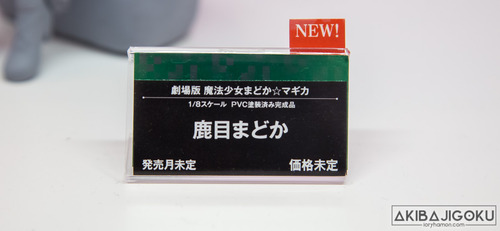 NEW!
劇場版 魔法少女まどか☆マギカ
1/8スケール PVC塗装済み完成品
鹿目まどか
発売月未定 価格未定
AKIBAJIGOKU
loryhamon.com